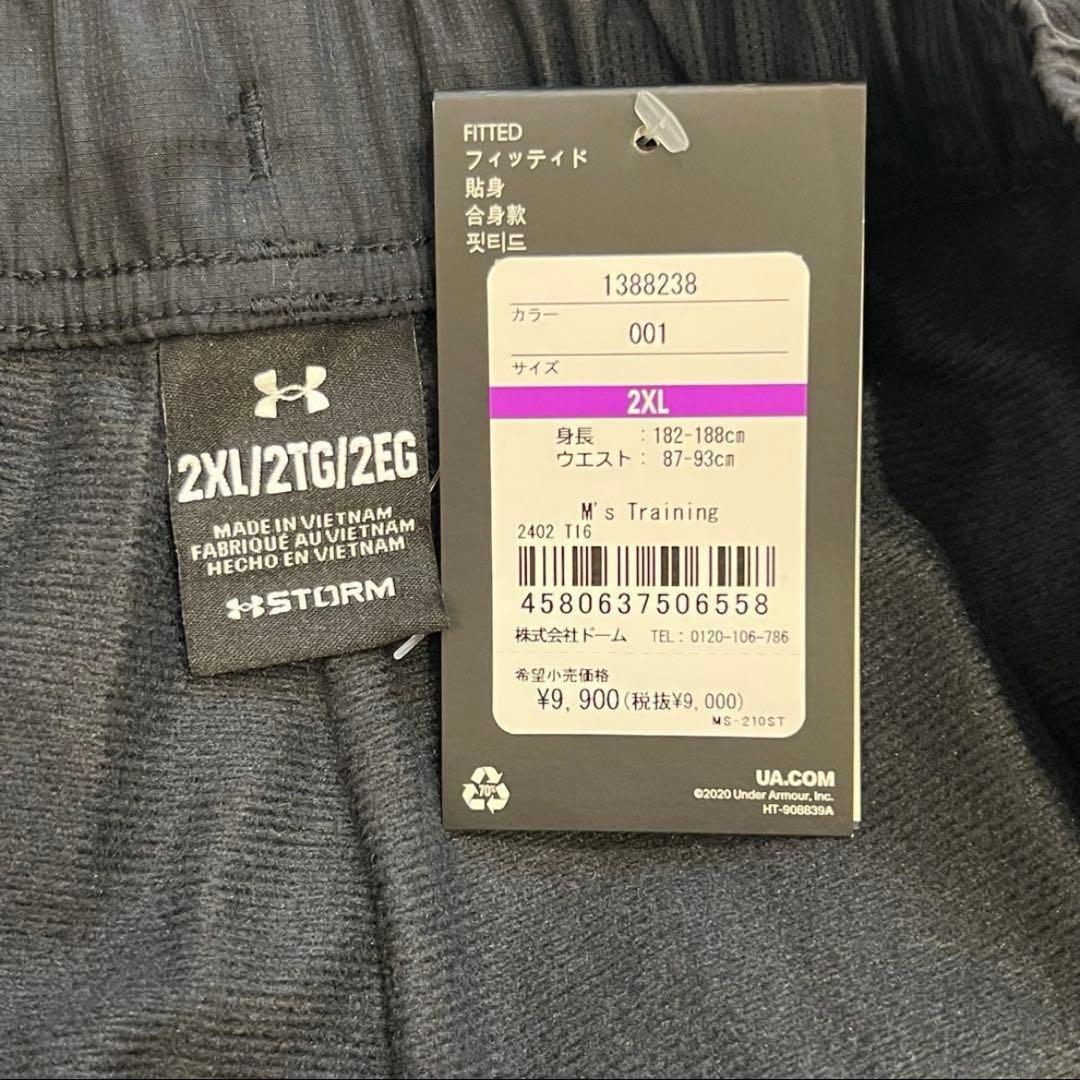 FITTED
フィッティド
貼身
合身款
핏티드
1388238
カラー
001
サイズ
2XL
身長 : 182-188cm
ウエスト : 87-93cm
M's Training
2402 T16
4580637506558
株式会社ドーム TEL: 0120-106-786
希望小売価格
¥9,900(税抜¥9,000)
MS-210ST
70%
UA.COM
©2020 Under Armour, Inc.
HT-908839A
2XL/2TG/2EG
MADE IN VIETNAM
FABRIQUÉ AU VIETNAM
HECHO EN VIETNAM
STORM